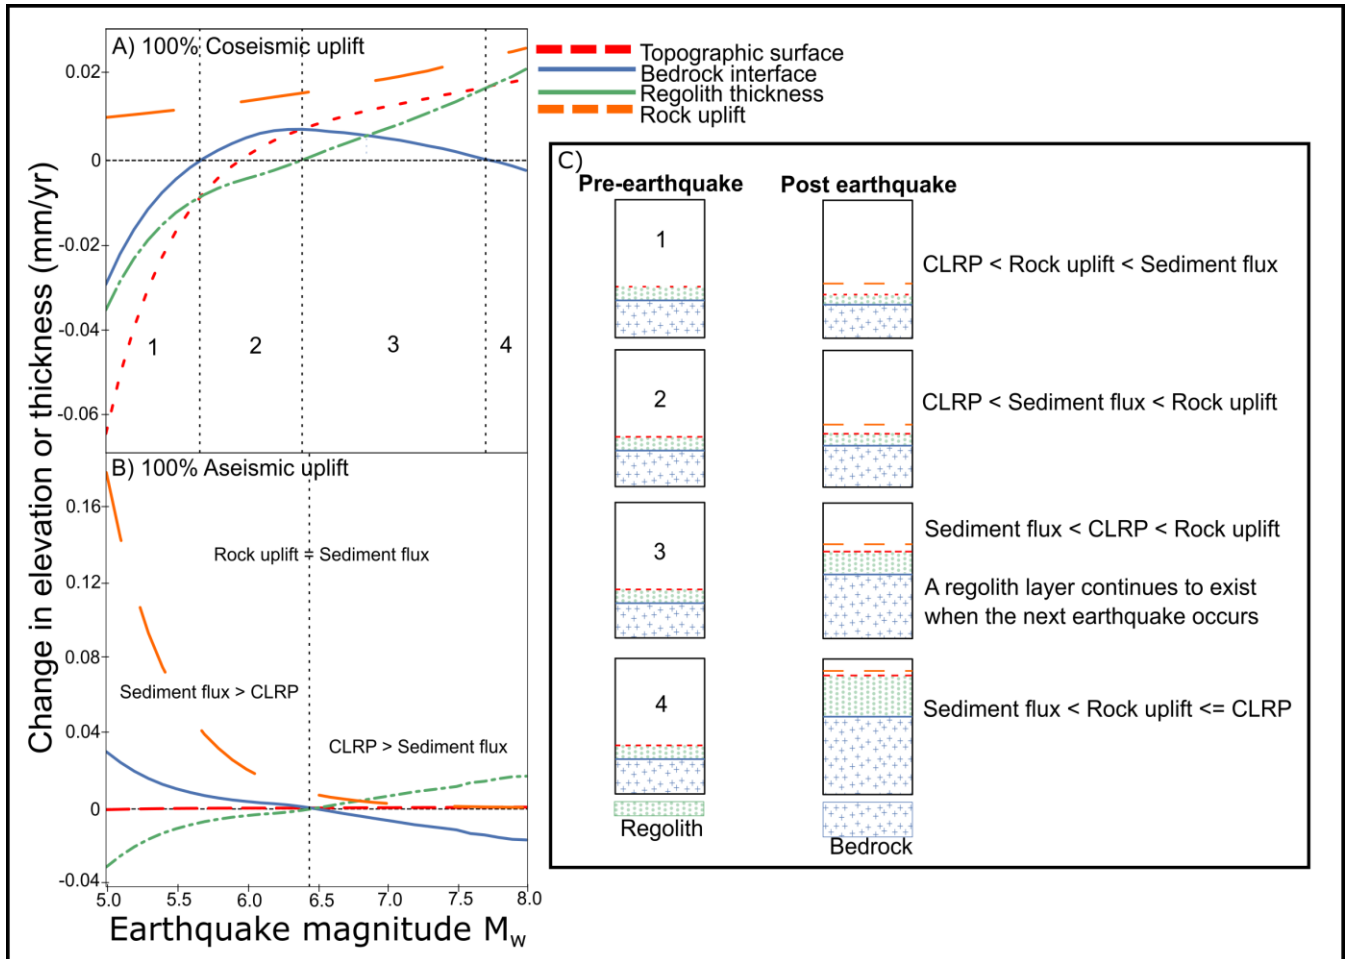 A) 100% Coseismic uplift
0.02
0
-0.02
-0.04
-0.06
1
2
3
4
Topographic surface
Bedrock interface
Regolith thickness
Rock uplift
Change in elevation or thickness (mm/yr)
B) 100% Aseismic uplift
0.16
0.12
0.08
0.04
0
-0.04
Rock uplift = Sediment flux
Sediment flux > CLRP
CLRP > Sediment flux
5.0
5.5
6.0
6.5
7.0
7.5
8.0
Earthquake magnitude Mw
C)
Pre-earthquake
Post earthquake
1
CLRP < Rock uplift < Sediment flux
2
CLRP < Sediment flux < Rock uplift
3
Sediment flux < CLRP < Rock uplift
A regolith layer continues to exist
when the next earthquake occurs
4
Sediment flux < Rock uplift <= CLRP
Regolith
Bedrock